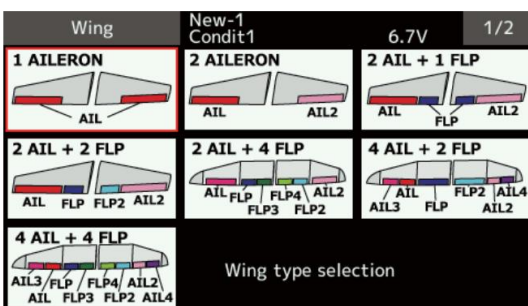 Wing
New-1
Condit1
6.7V
1/2
1 AILERON
AIL
2 AILERON
AIL AIL2
2 AIL + 1 FLP
AIL FLP AIL2
2 AIL + 2 FLP
AIL FLP FLP2 AIL2
2 AIL + 4 FLP
AIL FLP FLP4 AIL2
FLP3 FLP2
4 AIL + 2 FLP
AIL FLP2 AIL4
AIL3 FLP AIL2
4 AIL + 4 FLP
AIL3 FLP FLP4 AIL2
AIL FLP3 FLP2 AIL4
Wing type selection